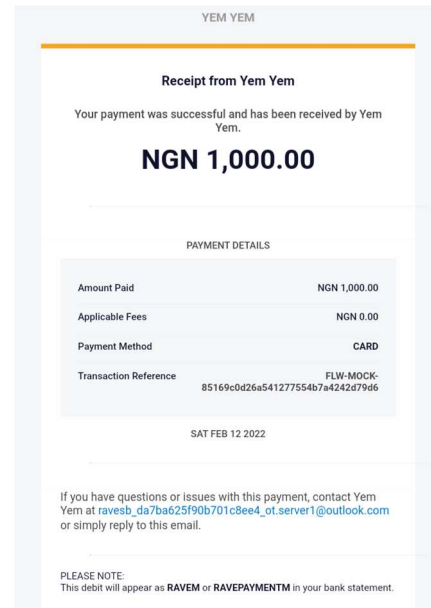 YEM YEM
Receipt from Yem Yem
Your payment was successful and has been received by Yem
Yem.
NGN 1,000.00
PAYMENT DETAILS
Amount Paid NGN 1,000.00
Applicable Fees NGN 0.00
Payment Method CARD
Transaction Reference FLW-MOCK-
85169c0d26a541277554b7a4242d79d6
SAT FEB 12 2022
If you have questions or issues with this payment, contact Yem
Yem at ravesb_da7ba625f90b701c8ee4_ot.server1@outlook.com
or simply reply to this email.
PLEASE NOTE:
This debit will appear as RAVEM or RAVEPAYMENTM in your bank statement.